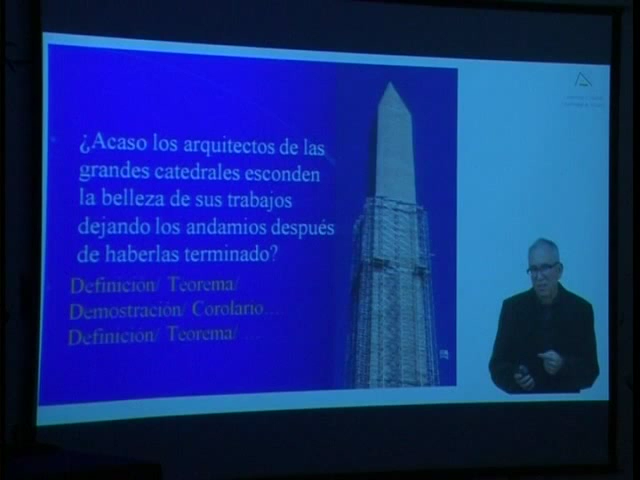 ¿Acaso los arquitectos de las
grandes catedrales esconden
la belleza de sus trabajos
dejando los andamios después
de haberlas terminado?
Definición/ Teorema/
Demostración/ Corolario....
Definición/ Teorema/ ...